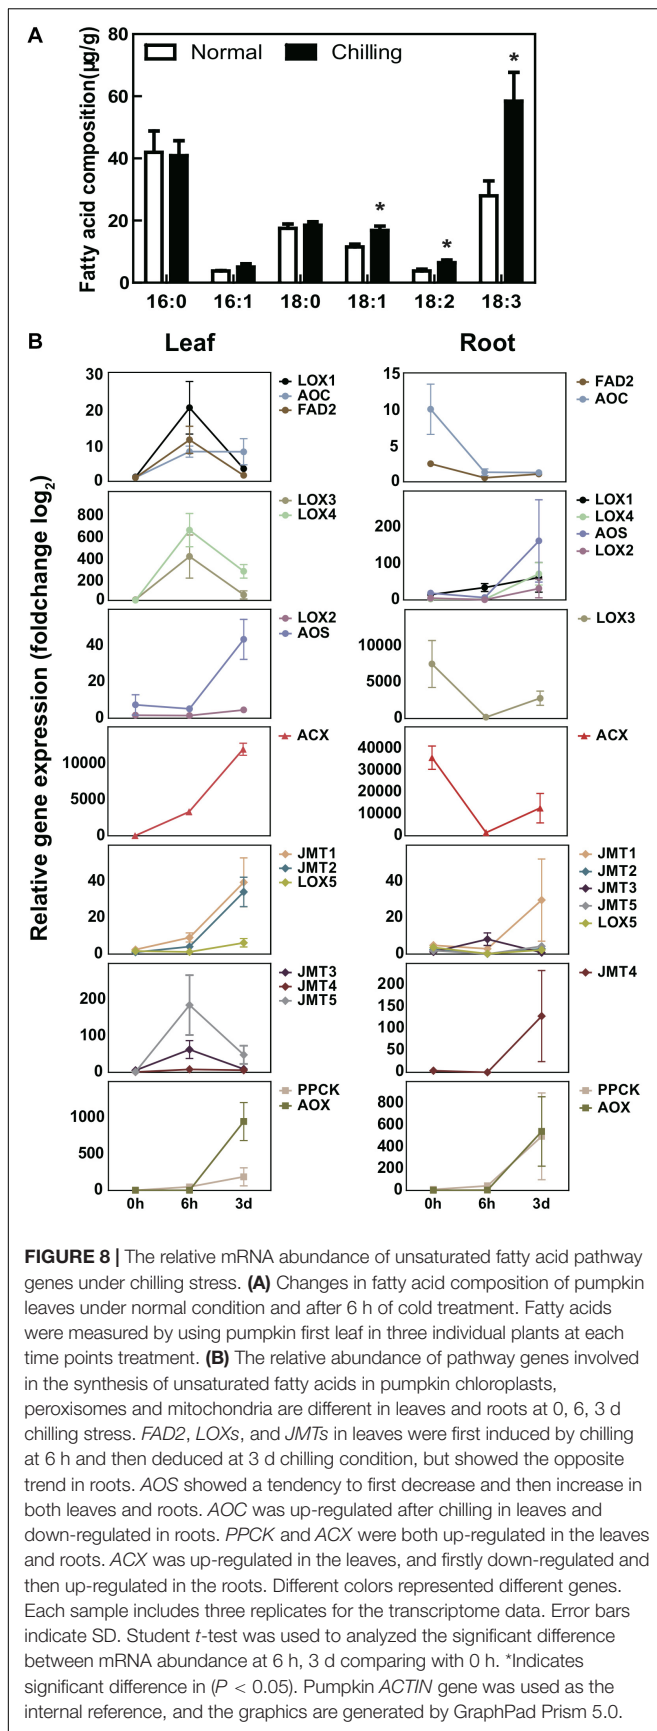 A
Fatty acid composition(µg/g)
80
60
40
20
0
Normal
Chilling
*
*
*
16:0 16:1 18:0 18:1 18:2 18:3
B
Leaf
Root
Relative gene expression (foldchange log2)
30
20
10
0
LOX1
AOC
FAD2
15
10
5
0
FAD2
AOC
800
600
400
200
0
LOX3
LOX4
200
100
0
LOX1
LOX4
AOS
LOX2
40
20
0
LOX2
AOS
10000
5000
0
LOX3
10000
5000
0
ACX
40000
30000
20000
10000
0
ACX
40
20
0
JMT1
JMT2
LOX5
40
20
0
JMT1
JMT2
JMT3
JMT5
LOX5
200
100
0
JMT3
JMT4
JMT5
200
150
100
50
0
JMT4
1000
500
0
PPCK
AOX
800
600
400
200
0
PPCK
AOX
0h 6h 3d
0h 6h 3d
FIGURE 8 | The relative mRNA abundance of unsaturated fatty acid pathway
genes under chilling stress. (A) Changes in fatty acid composition of pumpkin
leaves under normal condition and after 6 h of cold treatment. Fatty acids
were measured by using pumpkin first leaf in three individual plants at each
time points treatment. (B) The relative abundance of pathway genes involved
in the synthesis of unsaturated fatty acids in pumpkin chloroplasts,
peroxisomes and mitochondria are different in leaves and roots at 0, 6, 3 d
chilling stress. FAD2, LOXs, and JMTs in leaves were first induced by chilling
at 6 h and then deduced at 3 d chilling condition, but showed the opposite
trend in roots. AOS showed a tendency to first decrease and then increase in
both leaves and roots. AOC was up-regulated after chilling in leaves and
down-regulated in roots. PPCK and ACX were both up-regulated in the leaves
and roots. ACX was up-regulated in the leaves, and firstly down-regulated and
then up-regulated in the roots. Different colors represented different genes.
Each sample includes three replicates for the transcriptome data. Error bars
indicate SD. Student t-test was used to analyzed the significant difference
between mRNA abundance at 6 h, 3 d comparing with 0 h. *Indicates
significant difference in (P < 0.05). Pumpkin ACTIN gene was used as the
internal reference, and the graphics are generated by GraphPad Prism 5.0.